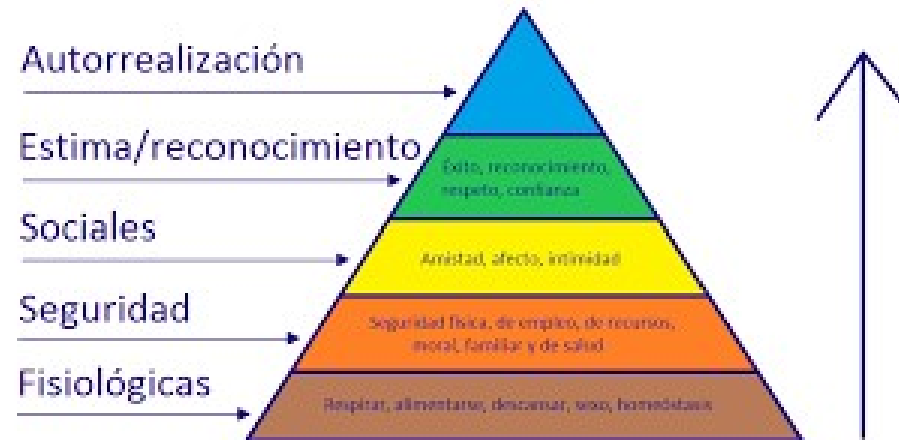 Autorrealización
Estima/reconocimiento
Éxito, reconocimiento,
respeto, confianza
Sociales
Amistad, afecto, intimidad
Seguridad
Seguridad física, de empleo, de recursos,
moral, familiar y de salud
Fisiológicas
Respirar, alimentarse, descansar, sexo, homeóstasis